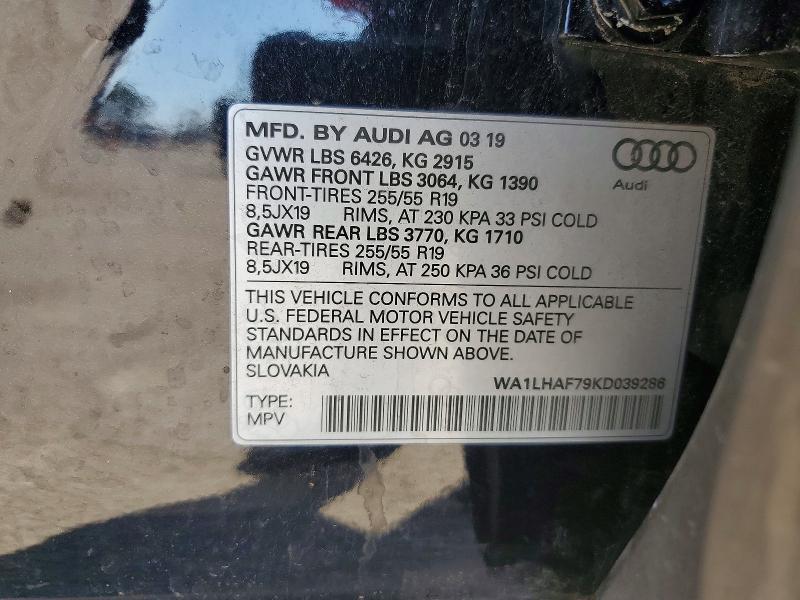 MFD. BY AUDI AG 03 19
GVWR LBS 6426, KG 2915
GAWR FRONT LBS 3064, KG 1390
FRONT-TIRES 255/55 R19
8,5JX19 RIMS, AT 230 KPA 33 PSI COLD
GAWR REAR LBS 3770, KG 1710
REAR-TIRES 255/55 R19
8,5JX19 RIMS, AT 250 KPA 36 PSI COLD
Audi
THIS VEHICLE CONFORMS TO ALL APPLICABLE
U.S. FEDERAL MOTOR VEHICLE SAFETY
STANDARDS IN EFFECT ON THE DATE OF
MANUFACTURE SHOWN ABOVE.
SLOVAKIA
WA1LHAF79KD039286
TYPE:
MPV